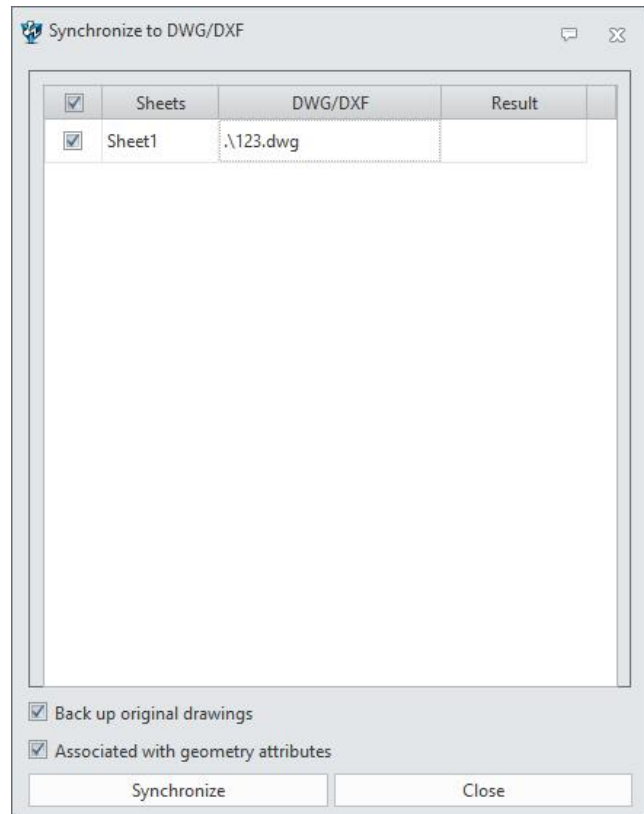 Synchronize to DWG/DXF
Sheets DWG/DXF Result
Sheet1 .\123.dwg
Back up original drawings
Associated with geometry attributes
Synchronize Close